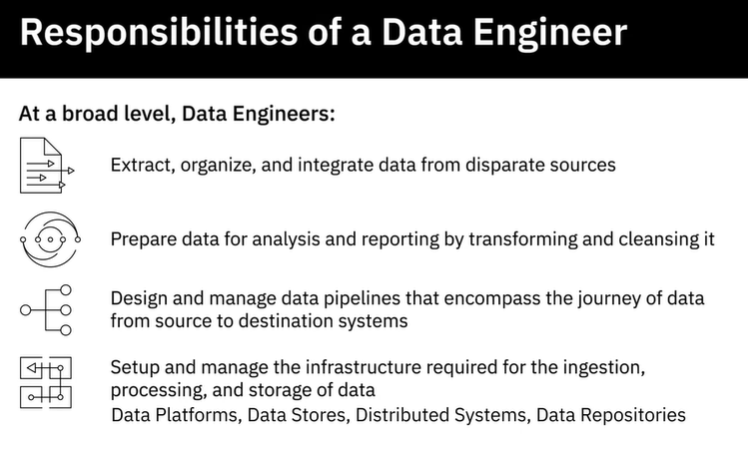 Responsibilities of a Data Engineer
At a broad level, Data Engineers:
Extract, organize, and integrate data from disparate sources
Prepare data for analysis and reporting by transforming and cleansing it
Design and manage data pipelines that encompass the journey of data
from source to destination systems
Setup and manage the infrastructure required for the ingestion,
processing, and storage of data
Data Platforms, Data Stores, Distributed Systems, Data Repositories